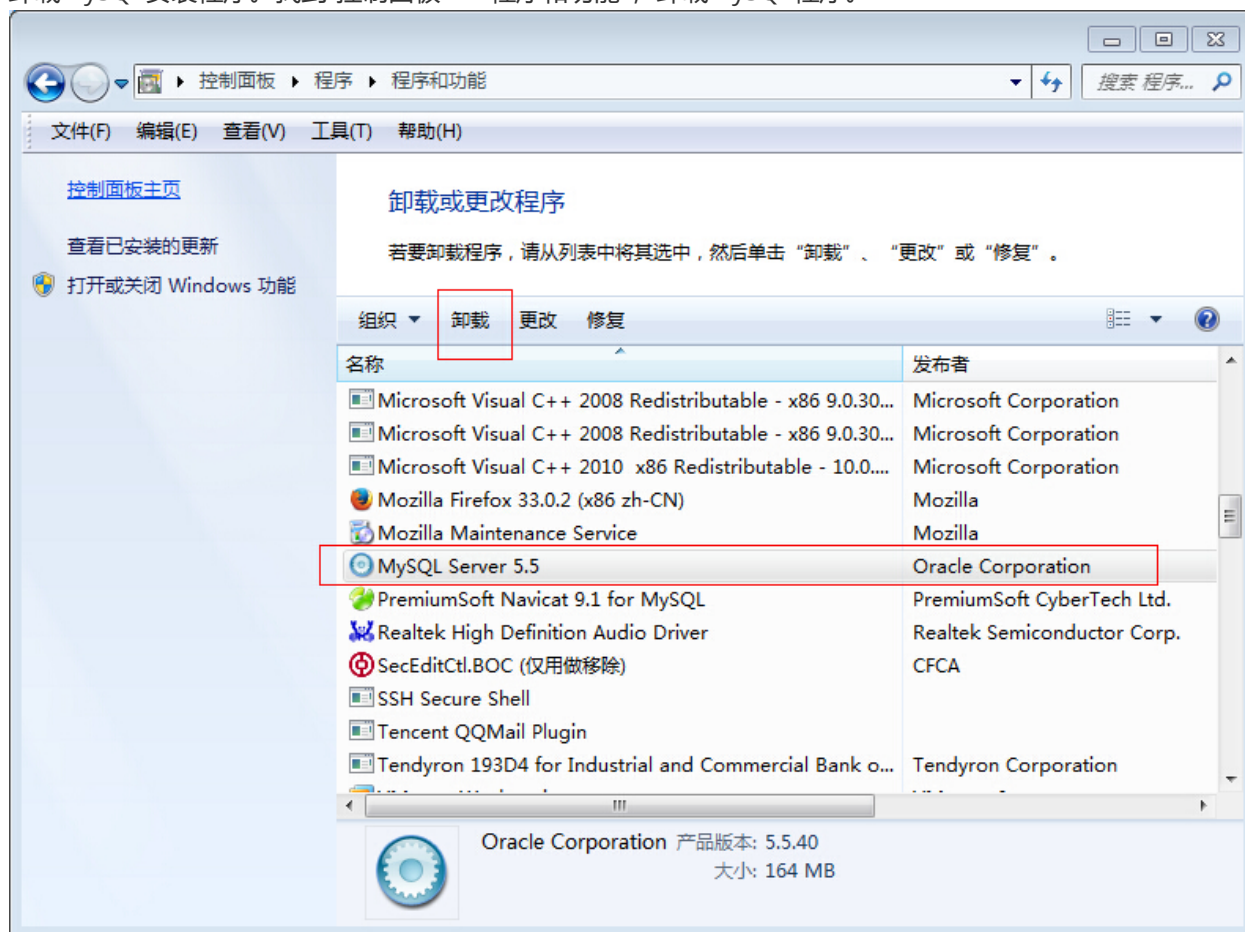 控制面板 ▸ 程序 ▸ 程序和功能
搜索 程序...
文件(F) 编辑(E) 查看(V) 工具(T) 帮助(H)
控制面板主页
查看已安装的更新
打开或关闭 Windows 功能
卸载或更改程序
若要卸载程序，请从列表中将其选中，然后单击“卸载”、“更改”或“修复”。
组织 卸载 更改 修复
名称 发布者
Microsoft Visual C++ 2008 Redistributable - x86 9.0.30... Microsoft Corporation
Microsoft Visual C++ 2008 Redistributable - x86 9.0.30... Microsoft Corporation
Microsoft Visual C++ 2010 x86 Redistributable - 10.0.... Microsoft Corporation
Mozilla Firefox 33.0.2 (x86 zh-CN) Mozilla
Mozilla Maintenance Service Mozilla
MySQL Server 5.5 Oracle Corporation
PremiumSoft Navicat 9.1 for MySQL PremiumSoft CyberTech Ltd.
Realtek High Definition Audio Driver Realtek Semiconductor Corp.
SecEditCtl.BOC (仅用做移除) CFCA
SSH Secure Shell
Tencent QQMail Plugin
Tendyron 193D4 for Industrial and Commercial Bank o... Tendyron Corporation
Oracle Corporation 产品版本: 5.5.40
大小: 164 MB